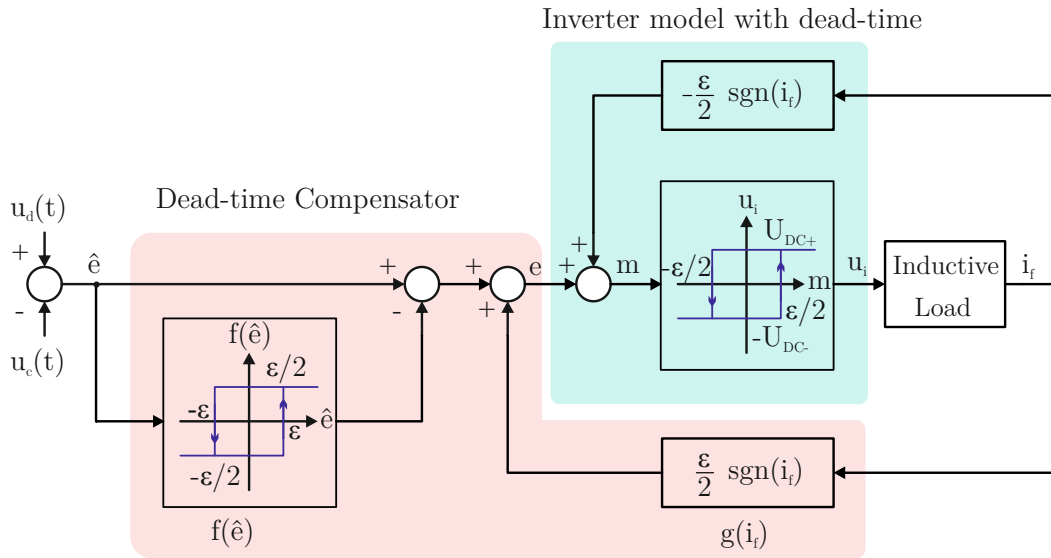 Inverter model with dead-time
-ε/2 sgn(i_f)
Dead-time Compensator
u_d(t)
+
ê
-
u_c(t)
+
-
+
+
e
+
+
m
u_i
U_DC+
-ε/2
m
ε/2
-U_DC-
u_i
Inductive
Load
i_f
f(ê)
ε/2
-ε
ε
ê
-ε/2
f(ê)
ε/2 sgn(i_f)
g(i_f)